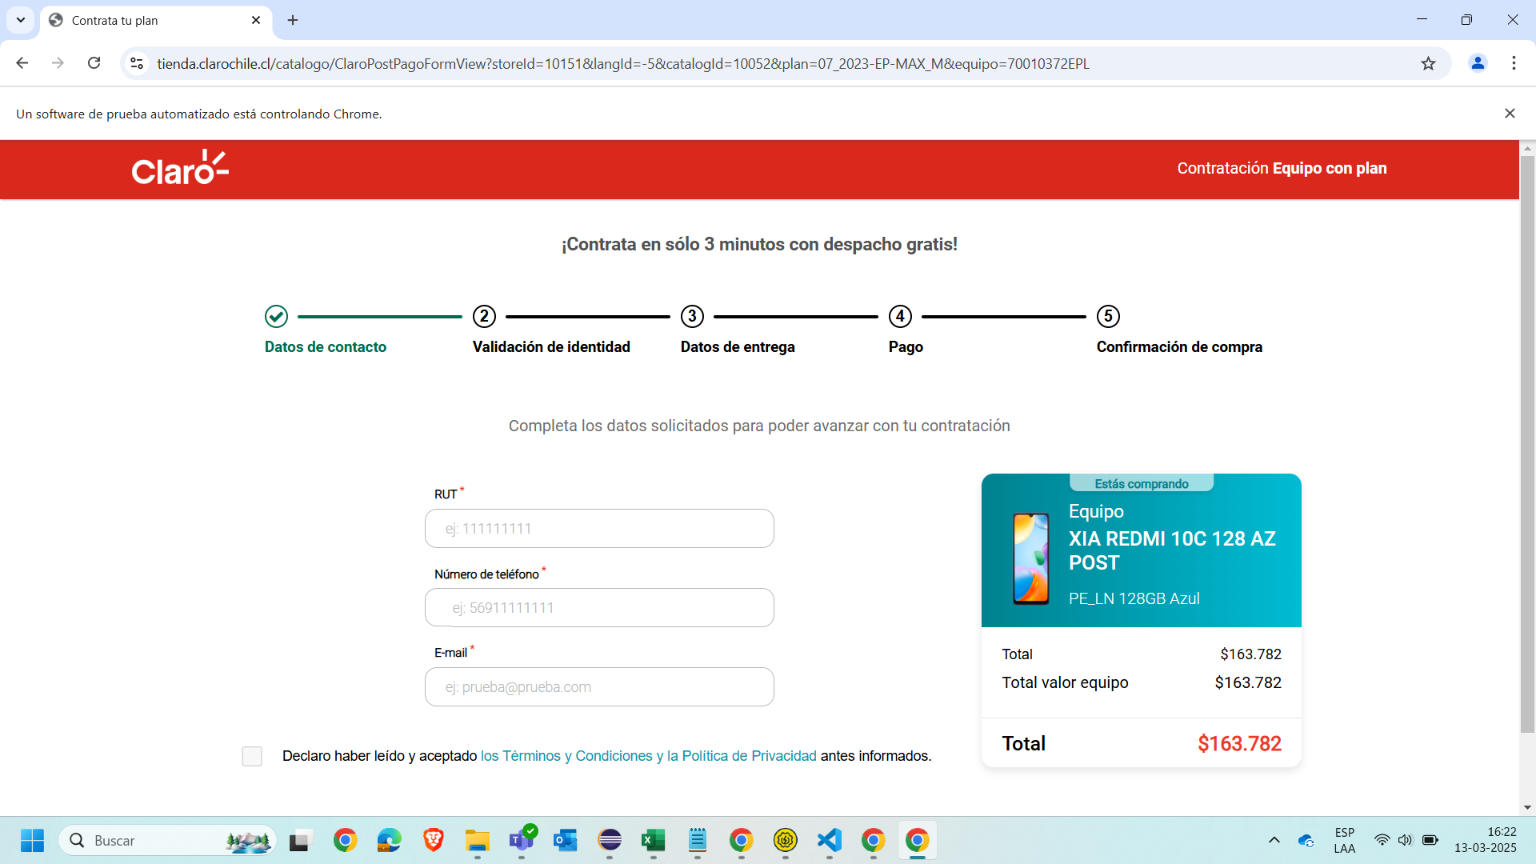 Contrata tu plan
tienda.clarochile.cl/catalogo/ClaroPostPagoFormView?storeId=10151&langId=-5&catalogId=10052&plan=07_2023-EP-MAX_M&equipo=70010372EPL
Un software de prueba automatizado está controlando Chrome.
Claro
Contratación Equipo con plan
¡Contrata en sólo 3 minutos con despacho gratis!
2 3 4 5
Datos de contacto Validación de identidad Datos de entrega Pago Confirmación de compra
Completa los datos solicitados para poder avanzar con tu contratación
RUT *
ej: 111111111
Número de teléfono *
ej: 56911111111
E-mail *
ej: prueba@prueba.com
Declaro haber leído y aceptado los Términos y Condiciones y la Política de Privacidad antes informados.
Estás comprando
Equipo
XIA REDMI 10C 128 AZ
POST
PE_LN 128GB Azul
Total $163.782
Total valor equipo $163.782
Total $163.782
Buscar
ESP
LAA
16:22
13-03-2025